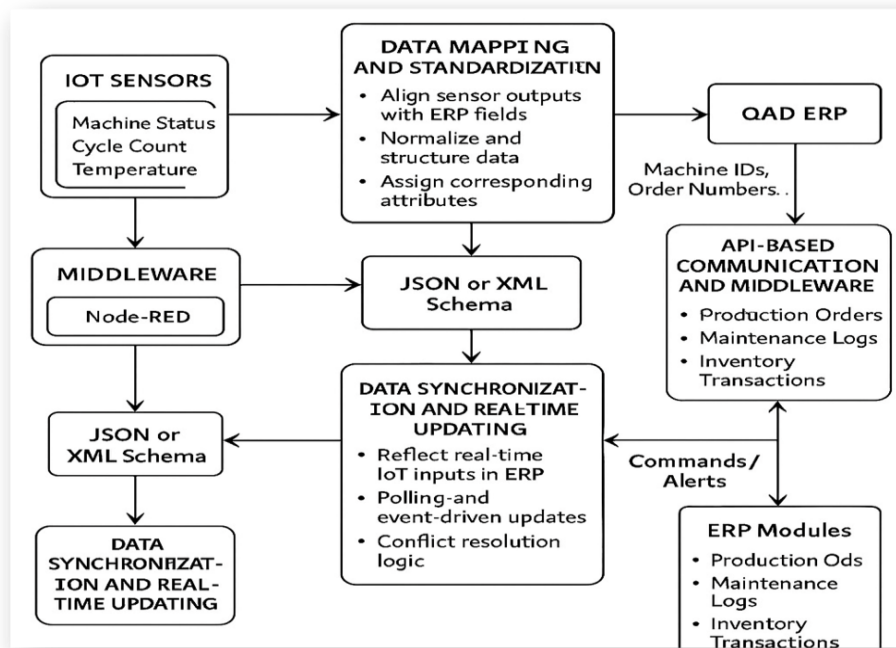 IOT SENSORS
Machine Status
Cycle Count
Temperature
DATA MAPPING
AND STANDARDIZATIN
• Align sensor outputs
with ERP fields
• Normalize and
structure data
• Assign corresponding
attributes
QAD ERP
Machine IDs,
Order Numbers..
MIDDLEWARE
Node-RED
JSON or XML
Schema
API-BASED
COMMUNICATION
AND MIDDLEWARE
• Production Orders
• Maintenance Logs
• Inventory
Transactions
JSON or
XML Schema
DATA SYNCHRONIZAT-
ION AND REAL-TIME
UPDATING
• Reflect real-time
IoT inputs in ERP
• Polling-and
event-driven updates
• Conflict resolution
logic
Commands/
Alerts
DATA
SYNCHRONIZAT-
ION AND REAL-
TIME UPDATING
ERP Modules
• Production Ods
• Maintenance
Logs
• Inventory
Transactions